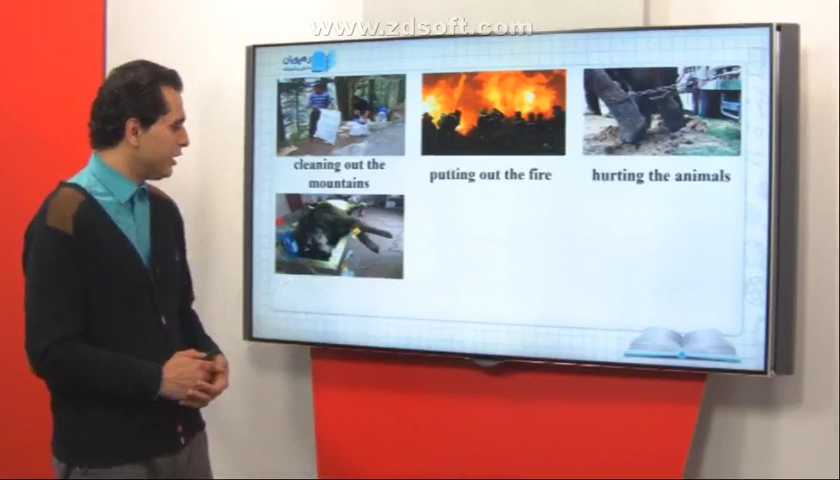 www.zdsoft.com
cleaning out the
mountains
putting out the fire
hurting the animals